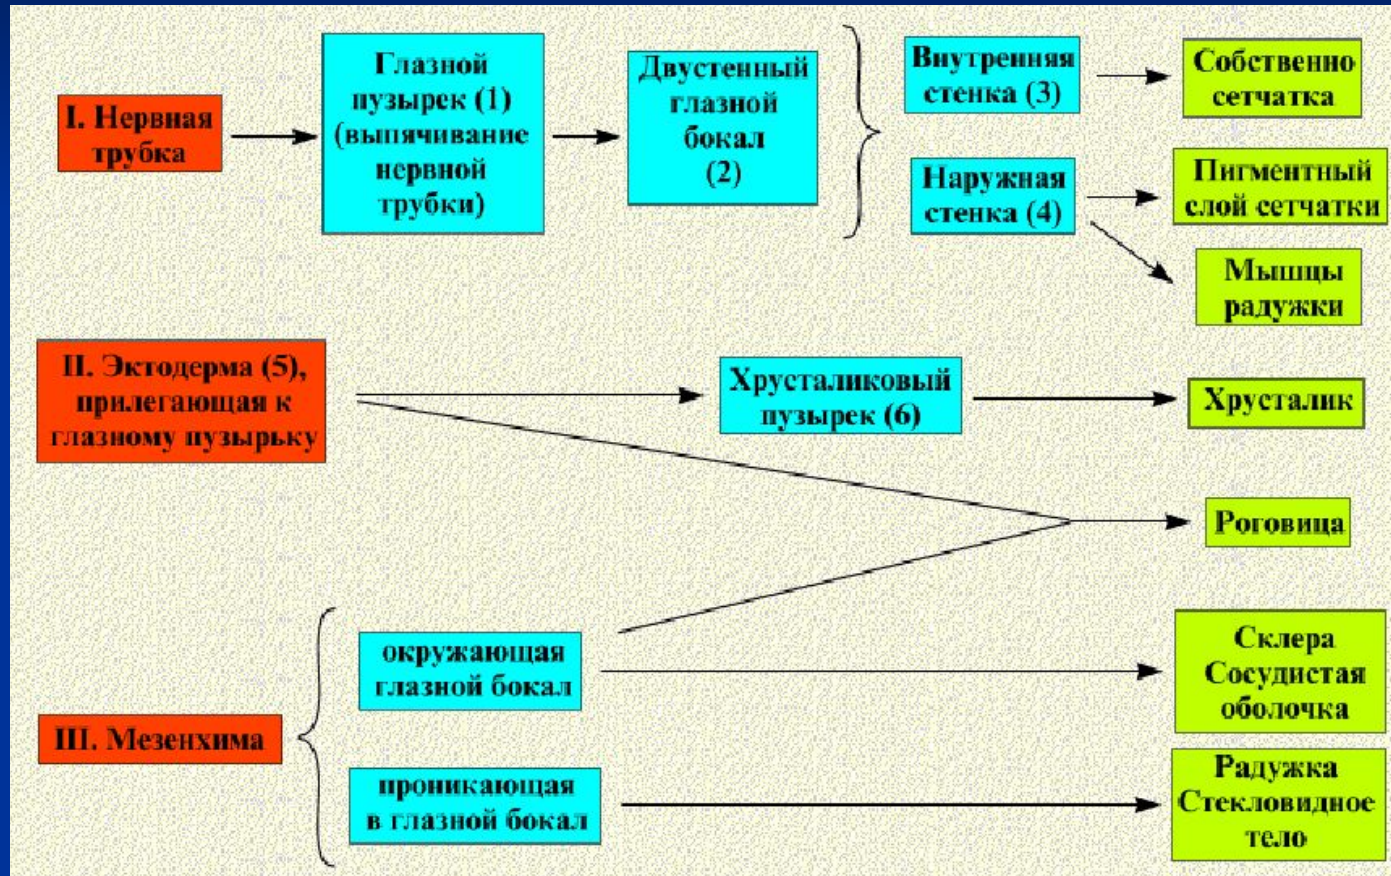 I. Нервная
трубка
Глазной
пузырек (1)
(выпячивание
нервной
трубки)
Двустенный
глазной
бокал
(2)
Внутренняя
стенка (3)
Собственно
сетчатка
Наружная
стенка (4)
Пигментный
слой сетчатки
Мышцы
радужки
II. Эктодерма (5),
прилегающая к
глазному пузырьку
Хрусталиковый
пузырек (6)
Хрусталик
Роговица
III. Мезенхима
окружающая
глазной бокал
Склера
Сосудистая
оболочка
проникающая
в глазной бокал
Радужка
Стекловидное
тело